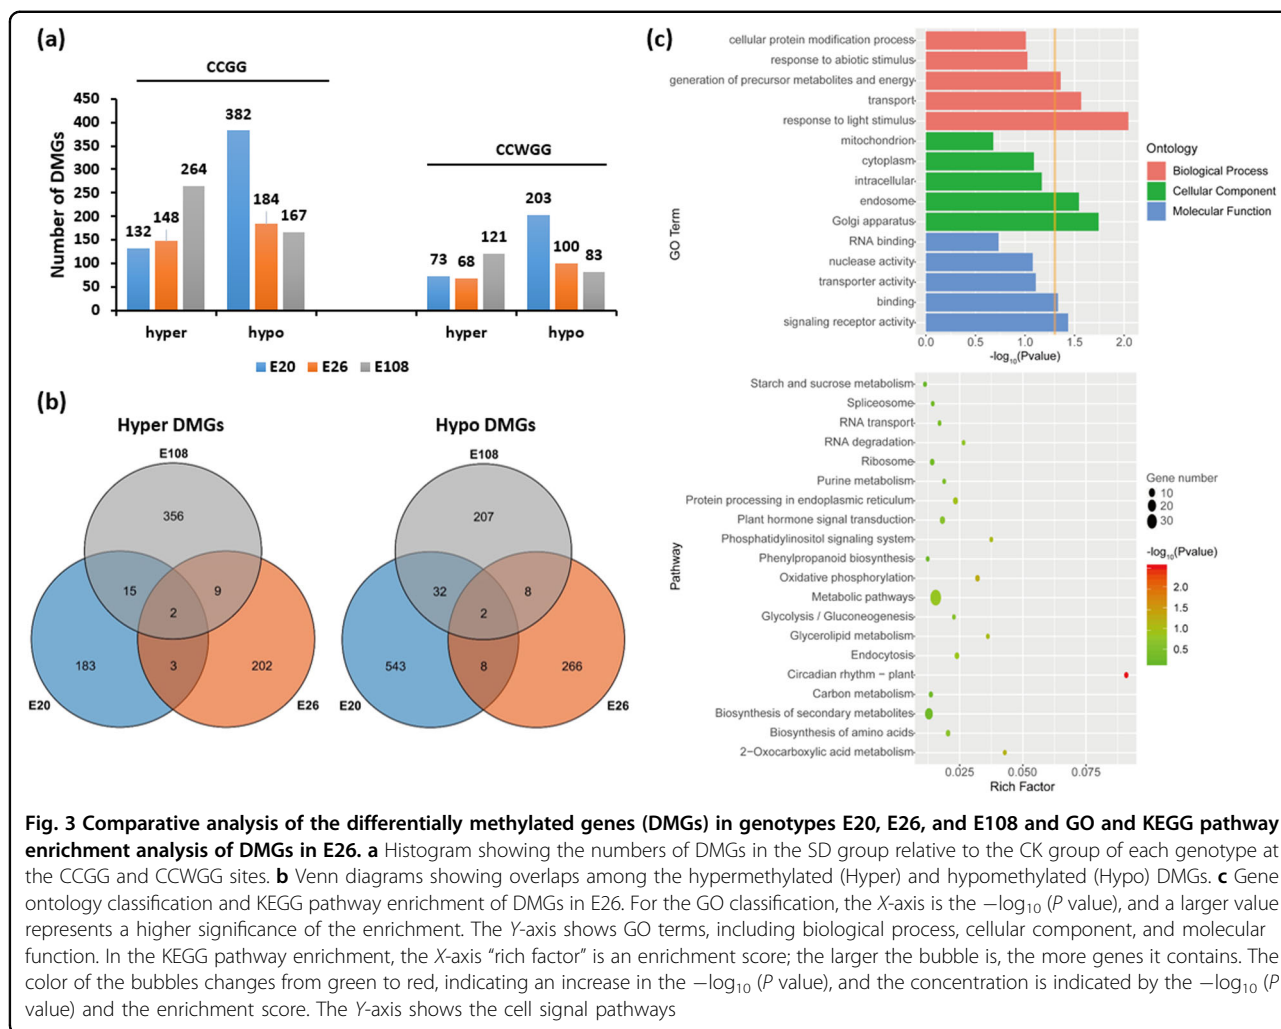 (a)
CCGG
CCWGG
Number of DMGs
450
400
350
300
250
200
150
100
50
0
132
148
264
382
184
167
73
68
121
203
100
83
hyper
hypo
hyper
hypo
E20
E26
E108
(b)
Hyper DMGs
E108
356
15
9
2
183
3
202
E20
E26
Hypo DMGs
E108
207
32
8
2
543
8
266
E20
E26
(c)
GO Term
cellular protein modification process
response to abiotic stimulus
generation of precursor metabolites and energy
transport
response to light stimulus
mitochondrion
cytoplasm
intracellular
endosome
Golgi apparatus
RNA binding
nuclease activity
transporter activity
binding
signaling receptor activity
0.0 0.5 1.0 1.5 2.0
-log10(Pvalue)
Ontology
Biological Process
Cellular Component
Molecular Function
Pathway
Starch and sucrose metabolism
Spliceosome
RNA transport
RNA degradation
Ribosome
Purine metabolism
Protein processing in endoplasmic reticulum
Plant hormone signal transduction
Phosphatidylinositol signaling system
Phenylpropanoid biosynthesis
Oxidative phosphorylation
Metabolic pathways
Glycolysis / Gluconeogenesis
Glycerolipid metabolism
Endocytosis
Circadian rhythm − plant
Carbon metabolism
Biosynthesis of secondary metabolites
Biosynthesis of amino acids
2−Oxocarboxylic acid metabolism
0.025 0.050 0.075
Rich Factor
Gene number
10
20
30
-log10(Pvalue)
2.0
1.5
1.0
0.5
Fig. 3 Comparative analysis of the differentially methylated genes (DMGs) in genotypes E20, E26, and E108 and GO and KEGG pathway
enrichment analysis of DMGs in E26. a Histogram showing the numbers of DMGs in the SD group relative to the CK group of each genotype at
the CCGG and CCWGG sites. b Venn diagrams showing overlaps among the hypermethylated (Hyper) and hypomethylated (Hypo) DMGs. c Gene
ontology classification and KEGG pathway enrichment of DMGs in E26. For the GO classification, the X-axis is the −log10 (P value), and a larger value
represents a higher significance of the enrichment. The Y-axis shows GO terms, including biological process, cellular component, and molecular
function. In the KEGG pathway enrichment, the X-axis “rich factor” is an enrichment score; the larger the bubble is, the more genes it contains. The
color of the bubbles changes from green to red, indicating an increase in the −log10 (P value), and the concentration is indicated by the −log10 (P
value) and the enrichment score. The Y-axis shows the cell signal pathways